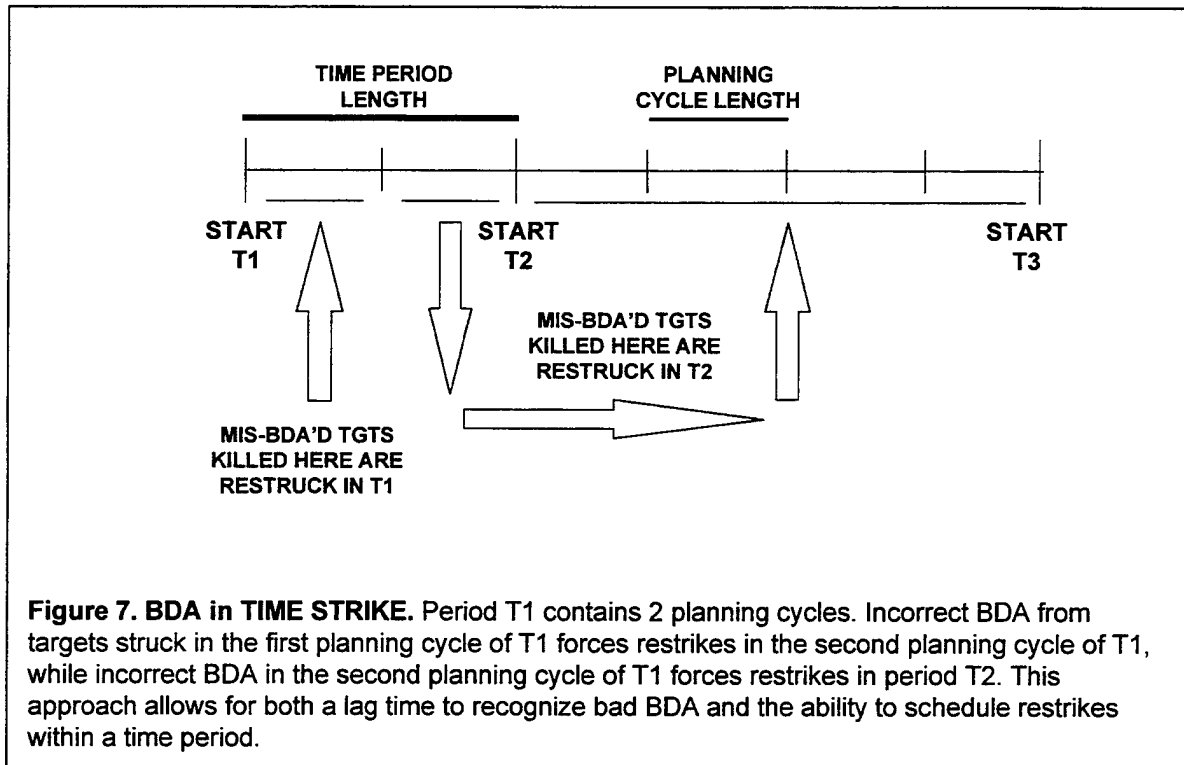 TIME PERIOD
LENGTH
PLANNING
CYCLE LENGTH
START
T1
START
T2
START
T3
MIS-BDA'D TGTS
KILLED HERE ARE
RESTRUCK IN T2
MIS-BDA'D TGTS
KILLED HERE ARE
RESTRUCK IN T1
Figure 7. BDA in TIME STRIKE. Period T1 contains 2 planning cycles. Incorrect BDA from
targets struck in the first planning cycle of T1 forces restrikes in the second planning cycle of T1,
while incorrect BDA in the second planning cycle of T1 forces restrikes in period T2. This
approach allows for both a lag time to recognize bad BDA and the ability to schedule restrikes
within a time period.